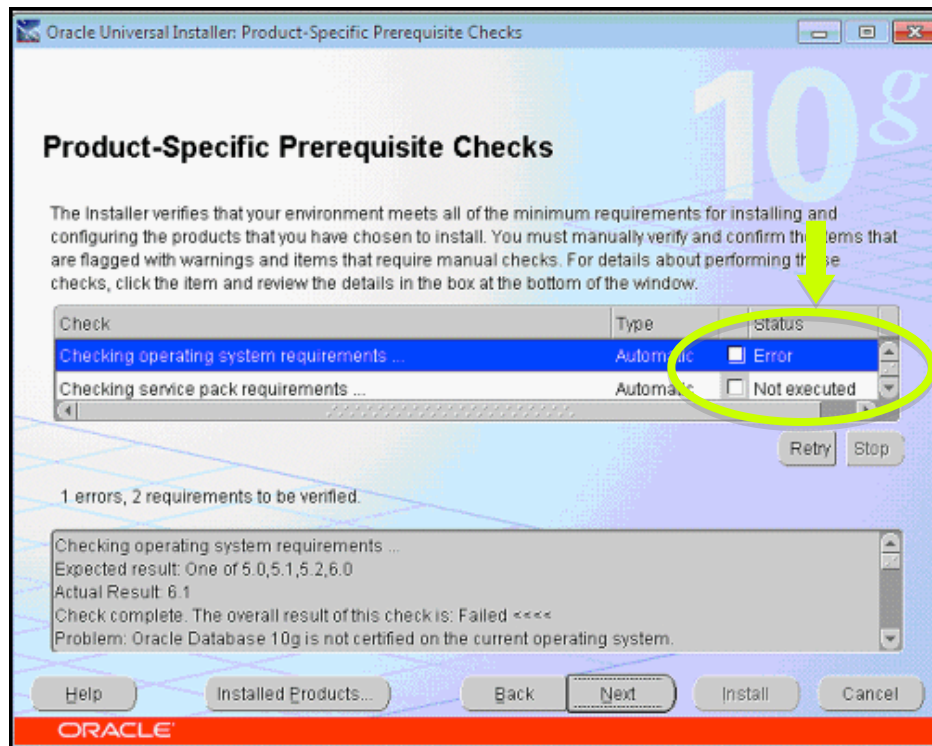 Oracle Universal Installer: Product-Specific Prerequisite Checks
10g
Product-Specific Prerequisite Checks
The Installer verifies that your environment meets all of the minimum requirements for installing and
configuring the products that you have chosen to install. You must manually verify and confirm the items that
are flagged with warnings and items that require manual checks. For details about performing these
checks, click the item and review the details in the box at the bottom of the window.
Check Type Status
Checking operating system requirements ... Automatic Error
Checking service pack requirements ... Automatic Not executed
Retry Stop
1 errors, 2 requirements to be verified.
Checking operating system requirements ...
Expected result: One of 5.0,5.1,5.2,6.0
Actual Result: 6.1
Check complete. The overall result of this check is: Failed <<<<
Problem: Oracle Database 10g is not certified on the current operating system.
Help Installed Products... Back Next Install Cancel
ORACLE